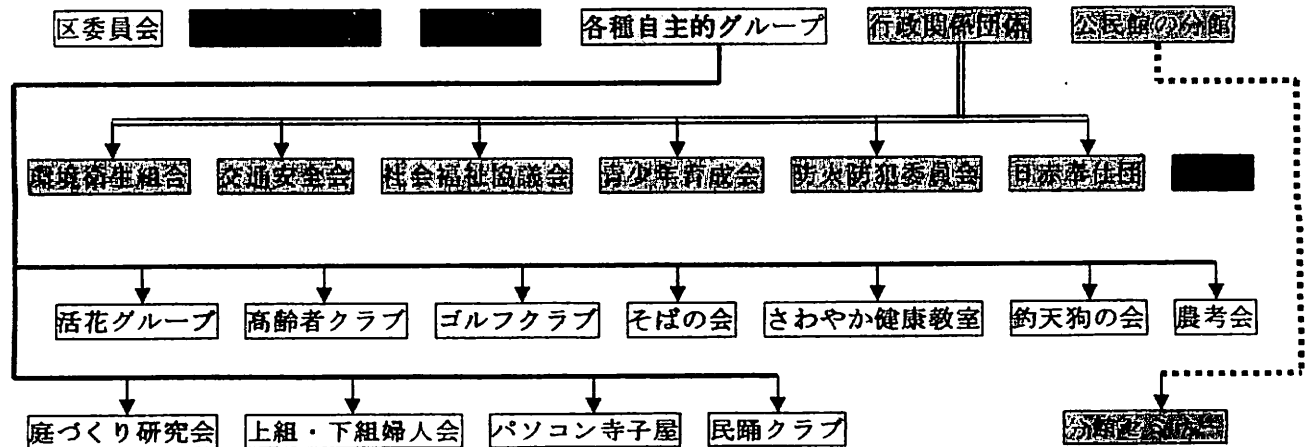 区委員会
各種自主的グループ
行政関係団体
公民館の分館
環境衛生組合
交通安全会
社会福祉協議会
青少年育成会
防火防犯委員会
日赤奉仕団
活花グループ
高齢者クラブ
ゴルフクラブ
そばの会
さわやか健康教室
釣天狗の会
農考会
庭づくり研究会
上組・下組婦人会
パソコン寺子屋
民踊クラブ